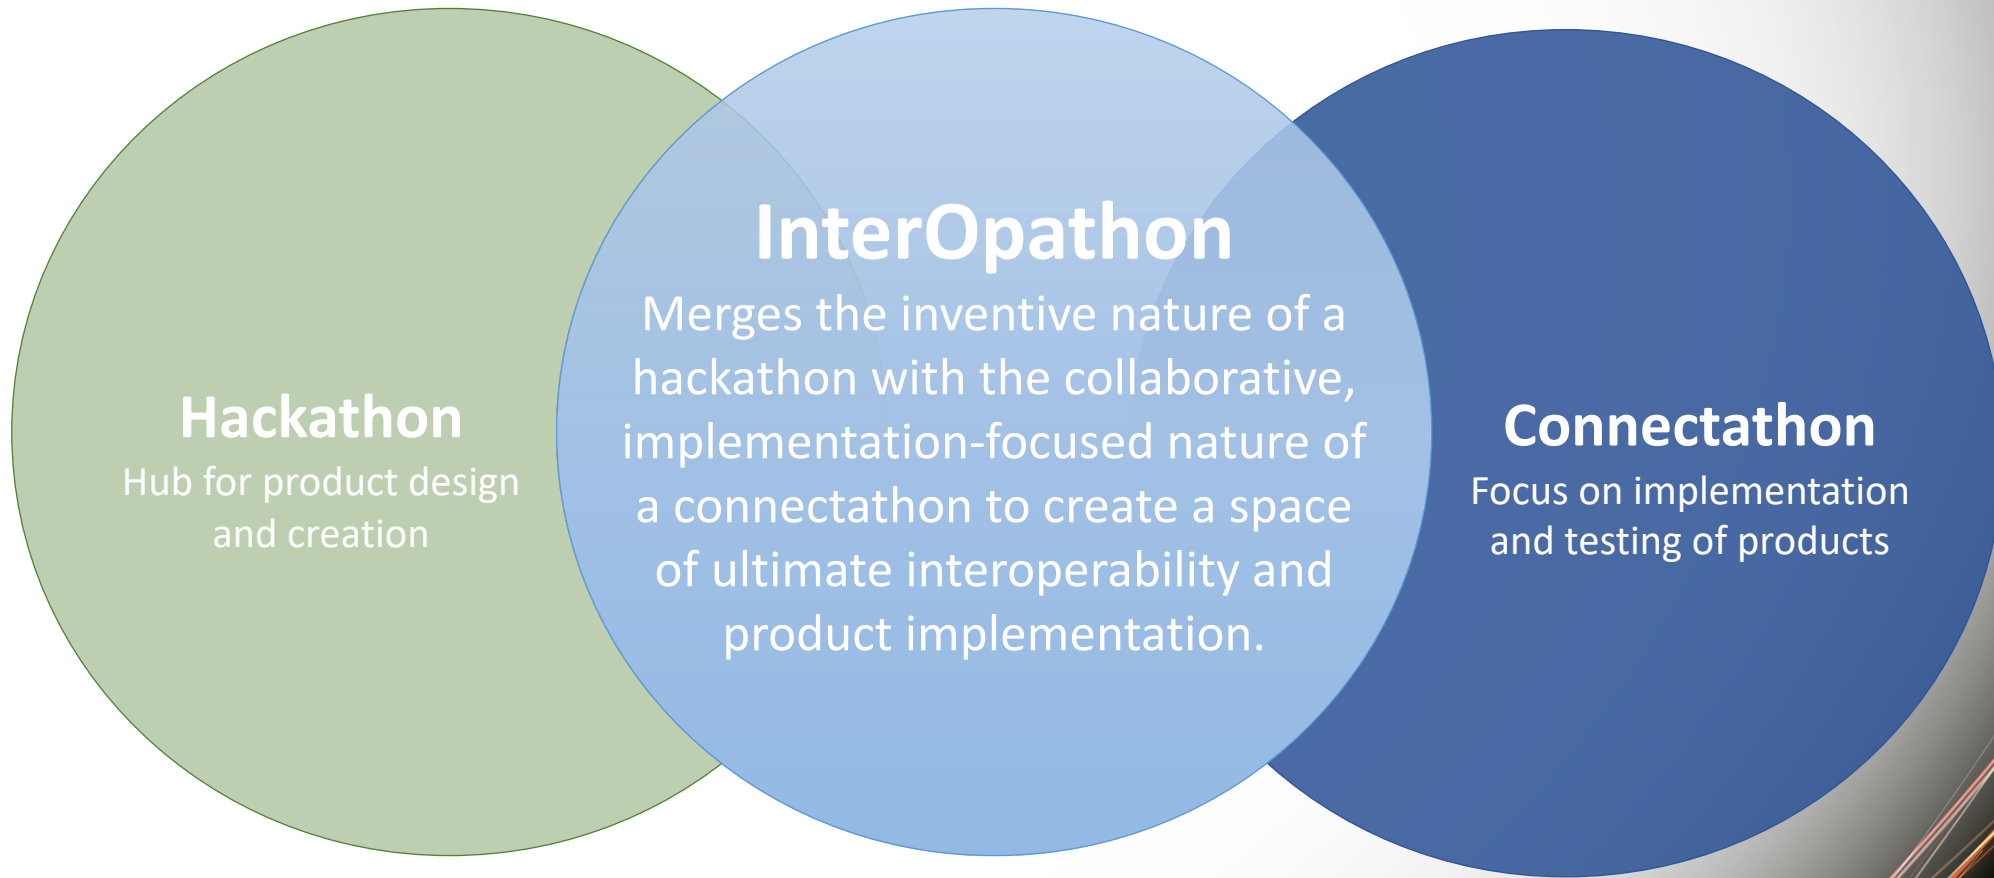 Hackathon
Hub for product design
and creation
InterOpathon
Merges the inventive nature of a
hackathon with the collaborative,
implementation-focused nature of
a connectathon to create a space
of ultimate interoperability and
product implementation.
Connectathon
Focus on implementation
and testing of products